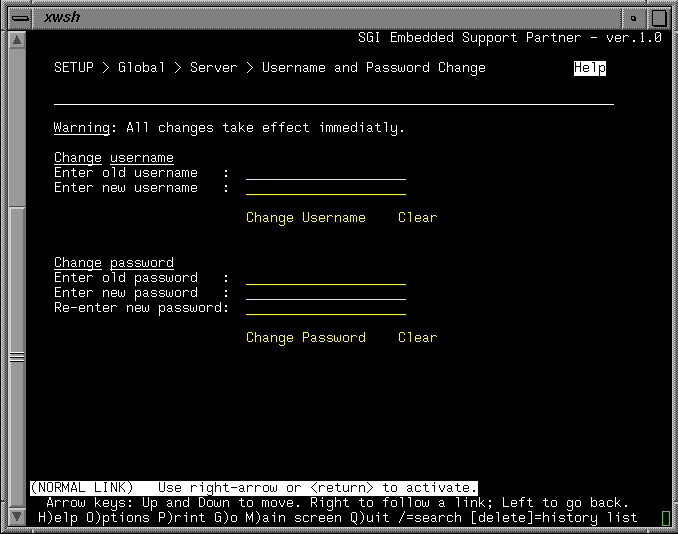 xwsh
SGI Embedded Support Partner - ver.1.0
SETUP > Global > Server > Username and Password Change Help
Warning: All changes take effect immediatly.
Change username
Enter old username :
Enter new username :
Change Username Clear
Change password
Enter old password :
Enter new password :
Re-enter new password:
Change Password Clear
(NORMAL LINK) Use right-arrow or <return> to activate.
Arrow keys: Up and Down to move. Right to follow a link; Left to go back.
H)elp O)ptions P)rint G)o M)ain screen Q)uit /=search [delete]=history list